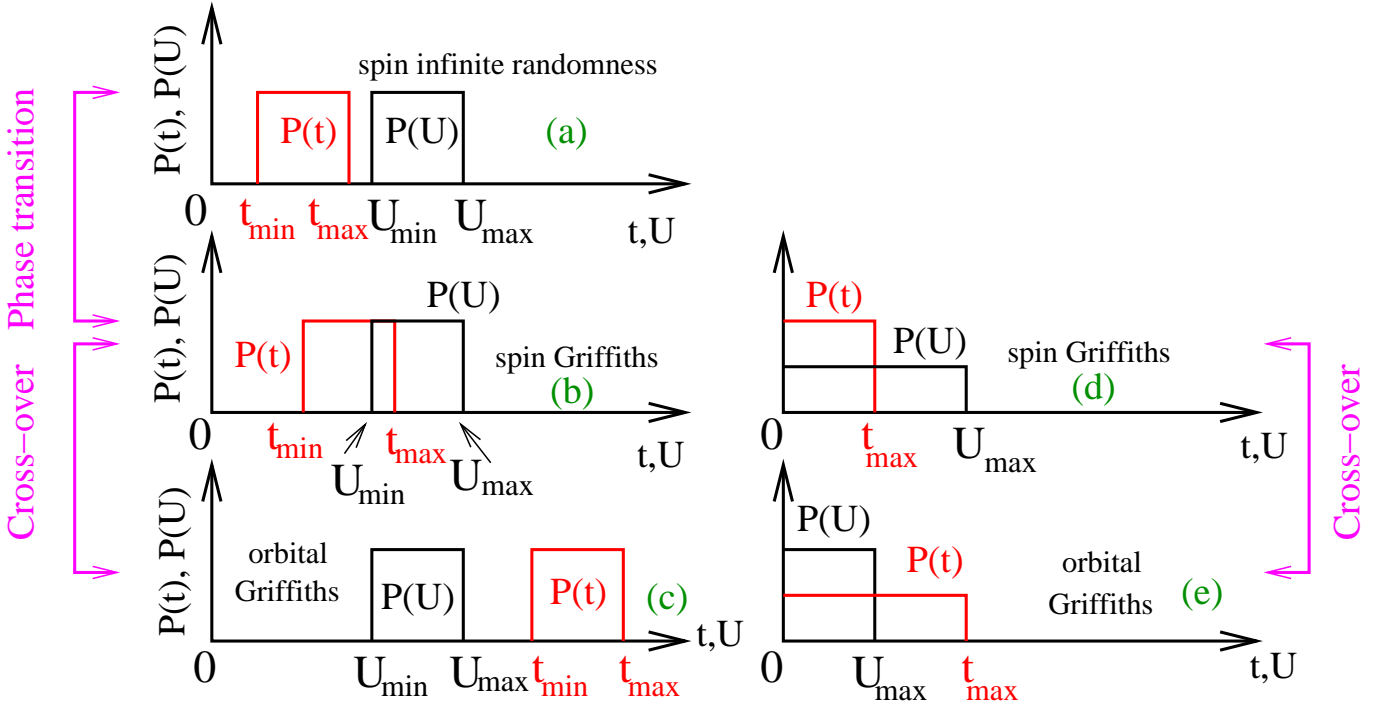 Phase transition
Cross-over
P(t), P(U)
spin infinite randomness
P(t)
P(U)
(a)
0
t_min
t_max
U_min
U_max
t,U
P(t), P(U)
P(t)
P(U)
spin Griffiths
(b)
0
t_min
t_max
U_min
U_max
t,U
P(t), P(U)
orbital
Griffiths
P(U)
P(t)
(c)
0
U_min
U_max
t_min
t_max
t,U
P(t)
P(U)
spin Griffiths
(d)
0
t_max
U_max
t,U
P(U)
P(t)
orbital
Griffiths
(e)
0
U_max
t_max
t,U
Cross-over